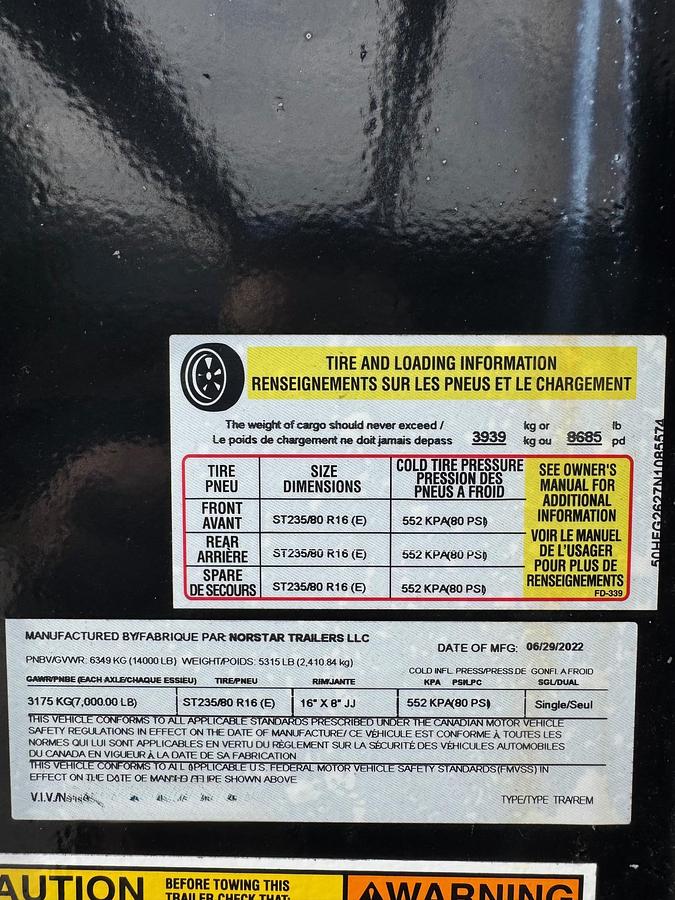 TIRE AND LOADING INFORMATION
RENSEIGNEMENTS SUR LES PNEUS ET LE CHARGEMENT
The weight of cargo should never exceed / kg or lb
Le poids de chargement ne doit jamais depass 3939 kg ou 8685 pd
TIRE PNEU
SIZE DIMENSIONS
COLD TIRE PRESSURE
PRESSION DES
PNEUS A FROID
FRONT
AVANT
ST235/80 R16 (E)
552 KPA(80 PSI)
REAR
ARRIÈRE
ST235/80 R16 (E)
552 KPA(80 PSI)
SPARE
DE SECOURS
ST235/80 R16 (E)
552 KPA(80 PSI)
SEE OWNER'S
MANUAL FOR
ADDITIONAL
INFORMATION
VOIR LE MANUEL
DE L'USAGER
POUR PLUS DE
RENSEIGNEMENTS
FD-339
50HEG2627N1085574
MANUFACTURED BY/FABRIQUE PAR: NORSTAR TRAILERS LLC
DATE OF MFG: 06/29/2022
PNBV/GVWR: 6349 KG (14000 LB) WEIGHT/POIDS: 5315 LB (2,410.84 kg)
COLD INFL. PRESS/PRESS DE GONFL A FROID
GAWR/PNBE (EACH AXLE/CHAQUE ESSIEU) TIRE/PNEU RIM/JANTE KPA PSI/LPC SGL/DUAL
3175 KG(7,000.00 LB) ST235/80 R16 (E) 16" X 8" JJ 552 KPA(80 PSI) Single/Seul
THIS VEHICLE CONFORMS TO ALL APPLICABLE STANDARDS PRESCRIBED UNDER THE CANADIAN MOTOR VEHICLE
SAFETY REGULATIONS IN EFFECT ON THE DATE OF MANUFACTURE/ CE VÉHICULE EST CONFORME À TOUTES LES
NORMES QUI LUI SONT APPLICABLES EN VERTU DU RÈGLEMENT SUR LA SÉCURITÉ DES VÉHICULES AUTOMOBILES
DU CANADA EN VIGUEUR À LA DATE DE SA FABRICATION
THIS VEHICLE CONFORMS TO ALL APPLICABLE U.S. FEDERAL MOTOR VEHICLE SAFETY STANDARDS(FMVSS) IN
EFFECT ON THE DATE OF SHOWN ABOVE
V.I.V./N
TYPE/TYPE TRA/REM
CAUTION
BEFORE TOWING THIS
TRAILER CHECK THAT:
WARNING